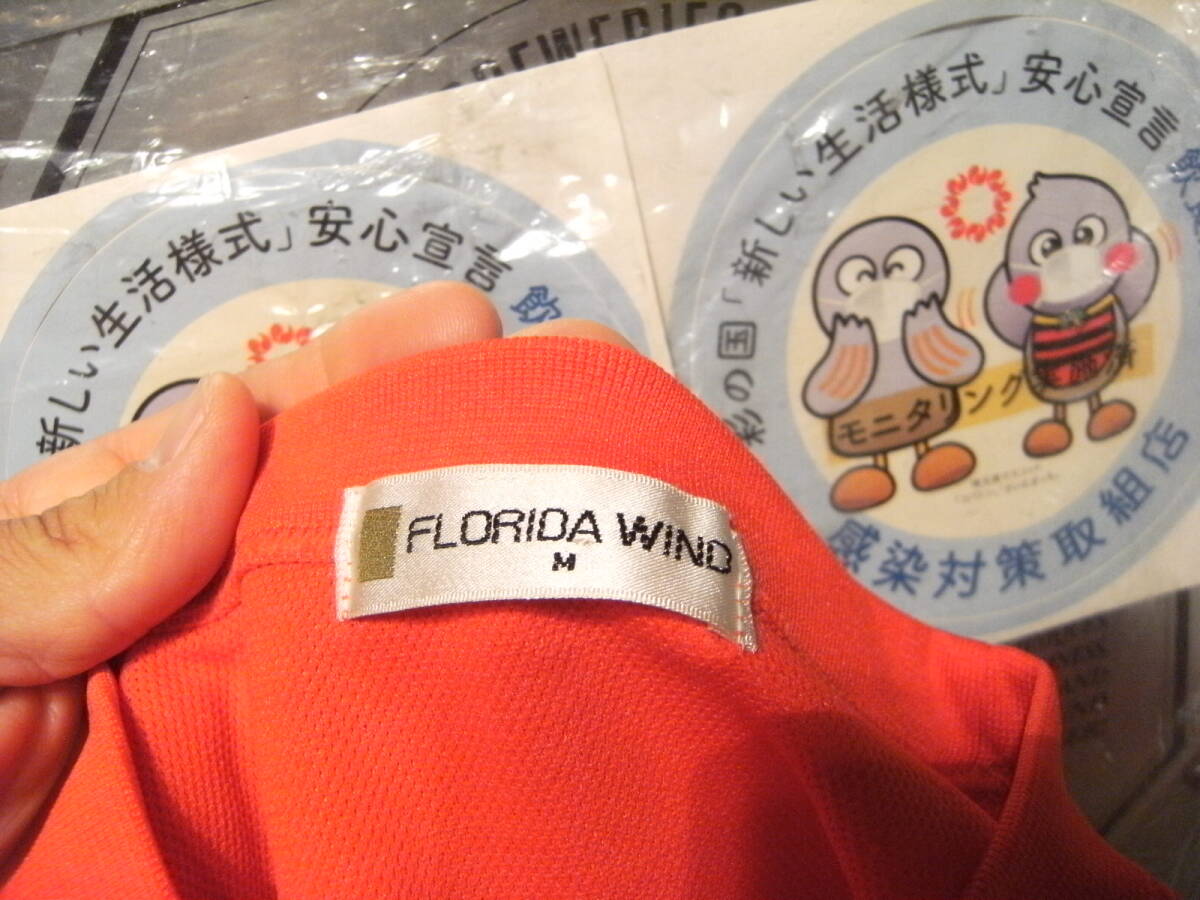 新しい生活様式」安心宣言
彩の国「新しい生活様式」安心宣言
モニタリング
感染対策取組店
FLORIDA WIND
M